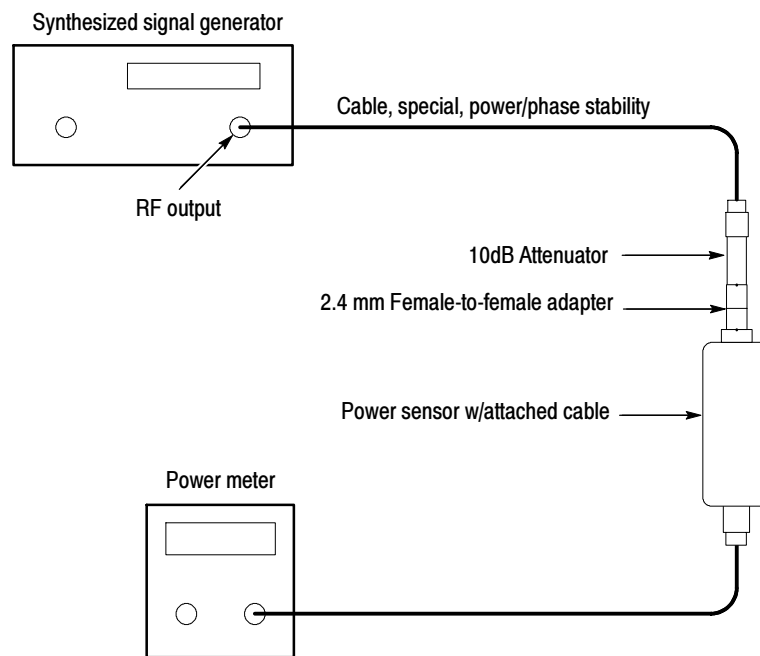 Synthesized signal generator
Cable, special, power/phase stability
RF output
10dB Attenuator
2.4 mm Female-to-female adapter
Power sensor w/attached cable
Power meter